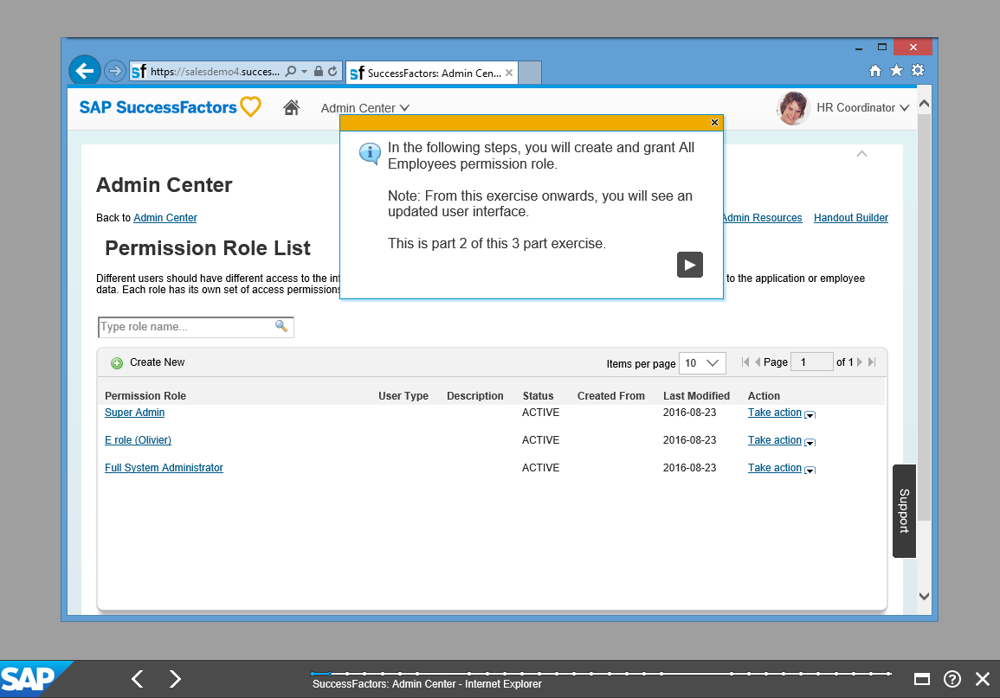 https://salesdemo4.succes...
SuccessFactors: Admin Cen...
SAP SuccessFactors
Admin Center
HR Coordinator
In the following steps, you will create and grant All
Employees permission role.
Note: From this exercise onwards, you will see an
updated user interface.
This is part 2 of this 3 part exercise.
Admin Center
Back to Admin Center
Admin Resources Handout Builder
Permission Role List
Different users should have different access to the in to the application or employee
data. Each role has its own set of access permissions
Type role name...
Create New Items per page 10 Page 1 of 1
Permission Role User Type Description Status Created From Last Modified Action
Super Admin ACTIVE 2016-08-23 Take action
E role (Olivier) ACTIVE 2016-08-23 Take action
Full System Administrator ACTIVE 2016-08-23 Take action
Support
SAP
SuccessFactors: Admin Center - Internet Explorer